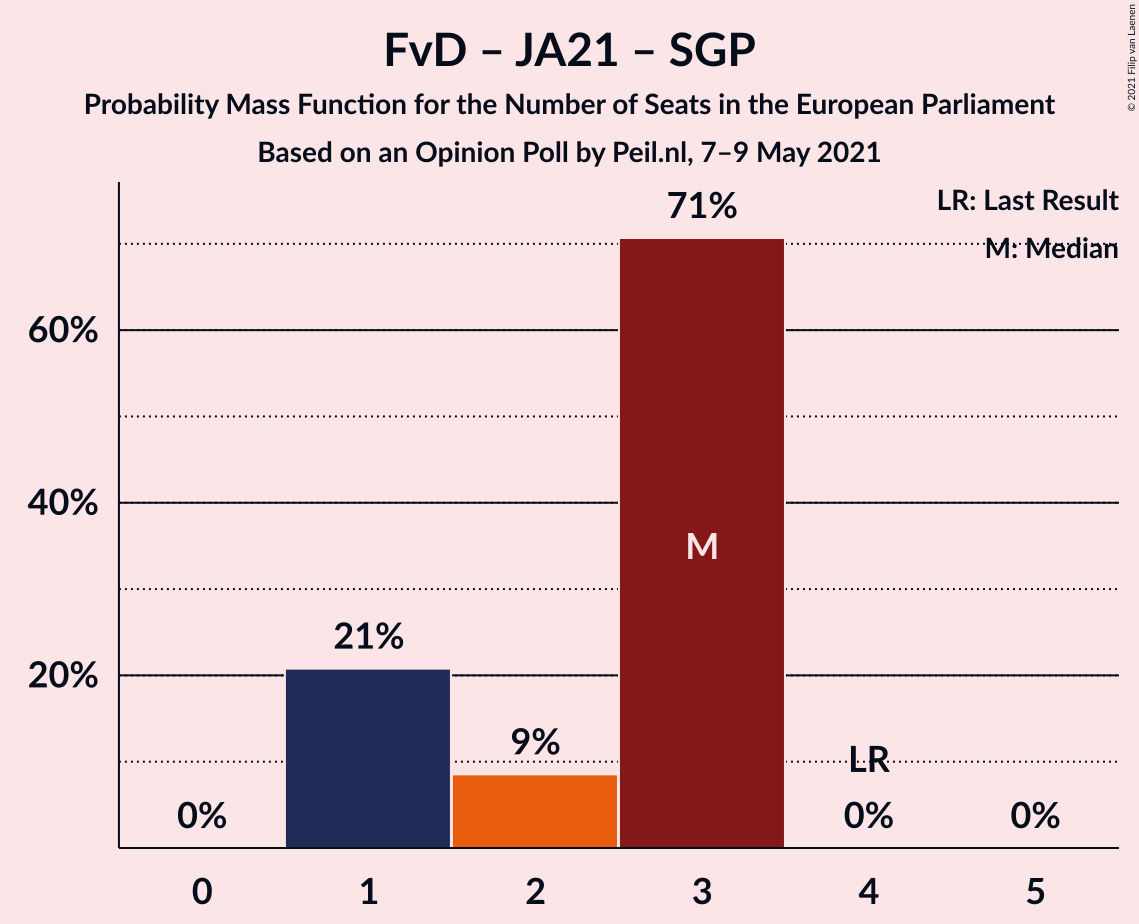 FvD – JA21 – SGP
Probability Mass Function for the Number of Seats in the European Parliament
Based on an Opinion Poll by Peil.nl, 7–9 May 2021
© 2021 Filip van Laenen
LR: Last Result
M: Median
71%
60%
40%
20%
M
21%
9%
LR
0%
0%
0%
0 1 2 3 4 5